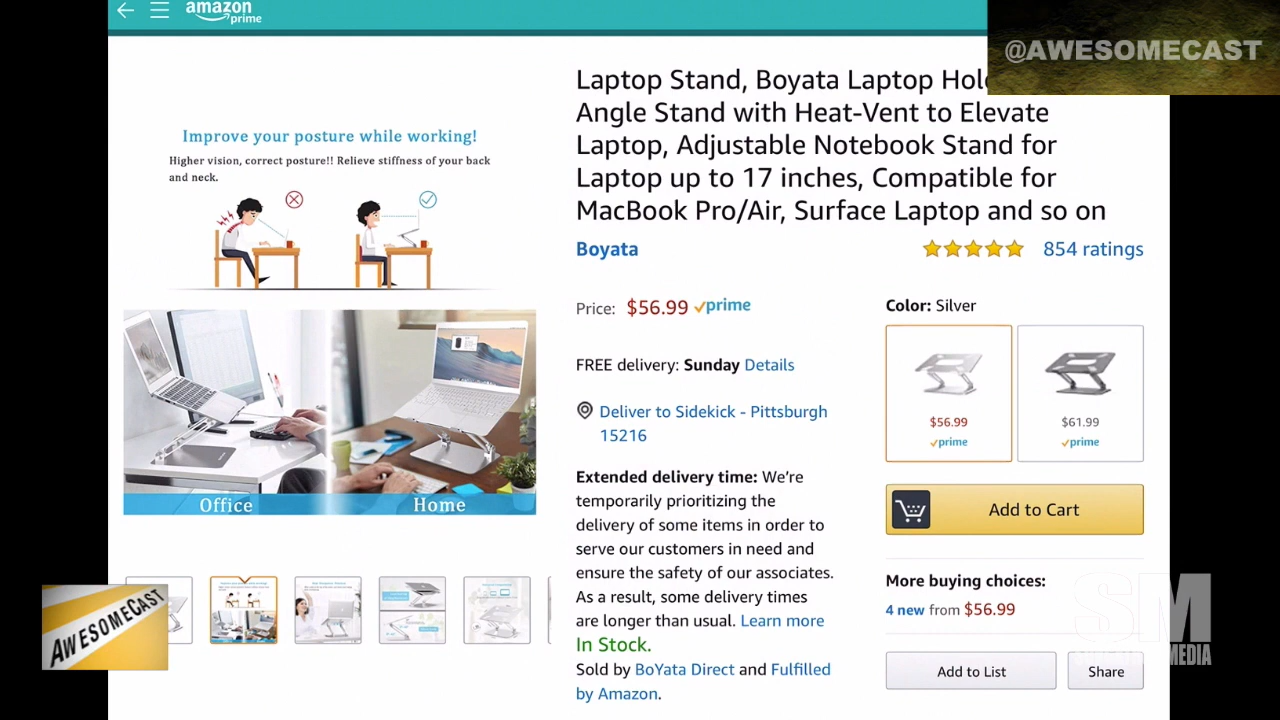 amazon
prime
@AWESOMECAST
Improve your posture while working!
Higher vision, correct posture!! Relieve stiffness of your back
and neck.
Office
Home
AWESOMECAST
Laptop Stand, Boyata Laptop
Angle Stand with Heat-Vent to Elevate
Laptop, Adjustable Notebook Stand for
Laptop up to 17 inches, Compatible for
MacBook Pro/Air, Surface Laptop and so on
Boyata
854 ratings
Price: $56.99 prime
FREE delivery: Sunday Details
Deliver to Sidekick - Pittsburgh
15216
Extended delivery time: We're
temporarily prioritizing the
delivery of some items in order to
serve our customers in need and
ensure the safety of our associates.
As a result, some delivery times
are longer than usual. Learn more
In Stock.
Sold by BoYata Direct and Fulfilled
by Amazon.
Color: Silver
$56.99
prime
$61.99
prime
Add to Cart
More buying choices:
4 new from $56.99
SM
MEDIA
Add to List
Share